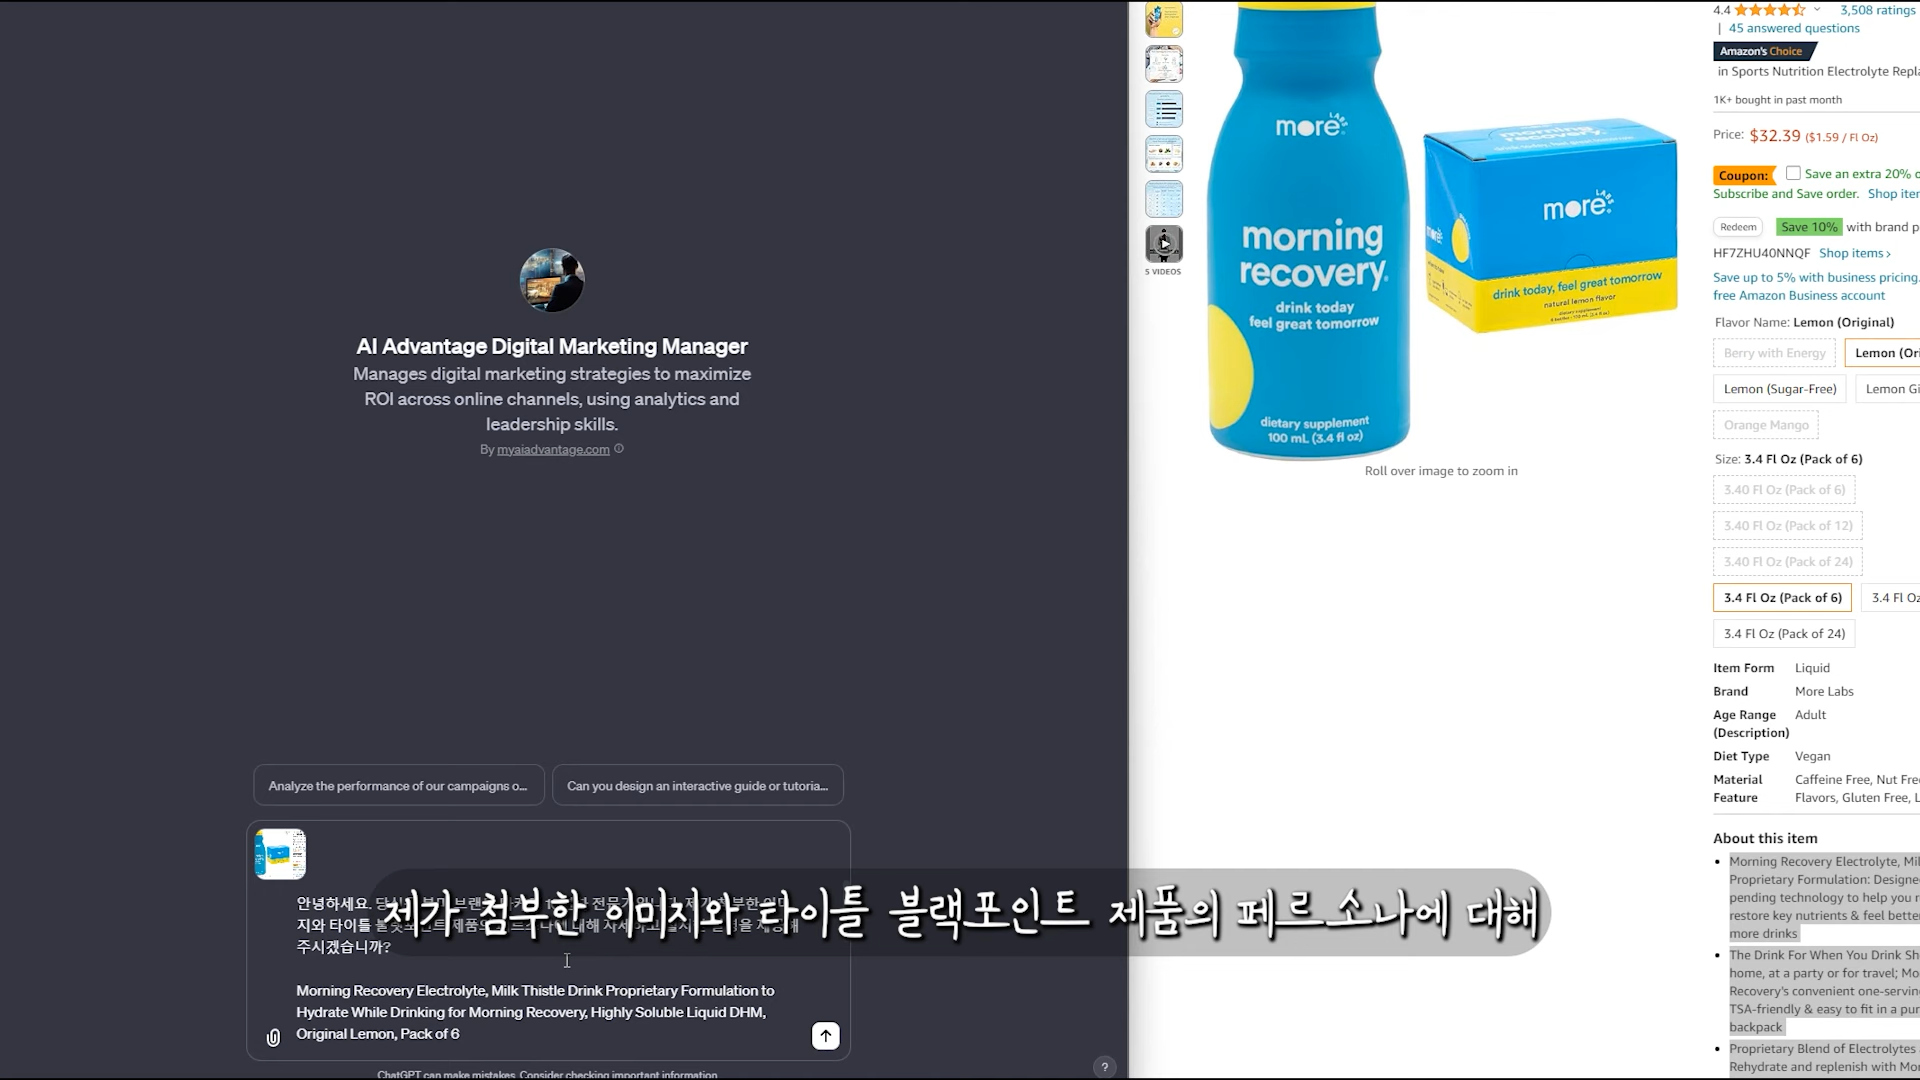 AI Advantage Digital Marketing Manager
Manages digital marketing strategies to maximize
ROI across online channels, using analytics and
leadership skills.
By myaiadvantage.com
Analyze the performance of our campaigns o...
Can you design an interactive guide or tutoria...
안녕하세요.
지와 타이틀
주시겠습니까?
제가 첨부한 이미지와 타이틀 블랙포인트 제품의 페르소나에 대해
Morning Recovery Electrolyte, Milk Thistle Drink Proprietary Formulation to
Hydrate While Drinking for Morning Recovery, Highly Soluble Liquid DHM,
Original Lemon, Pack of 6
ChatGPT can make mistakes. Consider checking important information.
?
5 VIDEOS
more LABS
morning
recovery
drink today
feel great tomorrow
dietary supplement
100 mL (3.4 fl oz)
morning
recovery
drink today, feel great tomorrow
more LABS
drink today, feel great tomorrow
natural lemon flavor
Roll over image to zoom in
4.4
3,508 ratings
| 45 answered questions
Amazon's Choice
in Sports Nutrition Electrolyte Repla
1K+ bought in past month
Price: $32.39 ($1.59 / Fl Oz)
Coupon: Save an extra 20% o
Subscribe and Save order. Shop iter
Redeem Save 10% with brand p
HF7ZHU40NNQF Shop items ›
Save up to 5% with business pricing.
free Amazon Business account
Flavor Name: Lemon (Original)
Berry with Energy
Lemon (Ori
Lemon (Sugar-Free)
Lemon Gi
Orange Mango
Size: 3.4 Fl Oz (Pack of 6)
3.40 Fl Oz (Pack of 6)
3.40 Fl Oz (Pack of 12)
3.40 Fl Oz (Pack of 24)
3.4 Fl Oz (Pack of 6)
3.4 Fl Oz
3.4 Fl Oz (Pack of 24)
Item Form Liquid
Brand More Labs
Age Range Adult
(Description)
Diet Type Vegan
Material Caffeine Free, Nut Free
Feature Flavors, Gluten Free, L
About this item
Morning Recovery Electrolyte, Mil
Proprietary Formulation: Designe
pending technology to help you r
restore key nutrients & feel better
more drinks
The Drink For When You Drink Sh
home, at a party or for travel; Mo
Recovery's convenient one-servin
TSA-friendly & easy to fit in a pur
backpack
Proprietary Blend of Electrolytes
Rehydrate and replenish with Mo